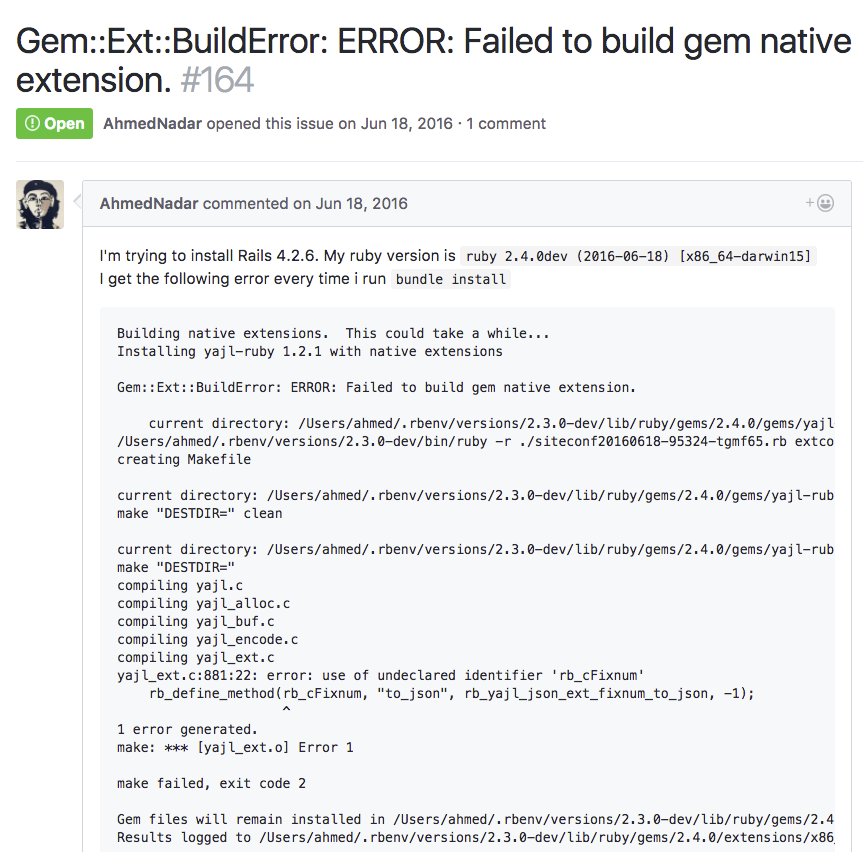 Gem::Ext::BuildError: ERROR: Failed to build gem native
extension. #164
Open AhmedNadar opened this issue on Jun 18, 2016 · 1 comment
AhmedNadar commented on Jun 18, 2016
I'm trying to install Rails 4.2.6. My ruby version is ruby 2.4.0dev (2016-06-18) [x86_64-darwin15]
I get the following error every time i run bundle install
Building native extensions.  This could take a while...
Installing yajl-ruby 1.2.1 with native extensions
Gem::Ext::BuildError: ERROR: Failed to build gem native extension.
    current directory: /Users/ahmed/.rbenv/versions/2.3.0-dev/lib/ruby/gems/2.4.0/gems/yajl-
/Users/ahmed/.rbenv/versions/2.3.0-dev/bin/ruby -r ./siteconf20160618-95324-tgmf65.rb extco
creating Makefile
current directory: /Users/ahmed/.rbenv/versions/2.3.0-dev/lib/ruby/gems/2.4.0/gems/yajl-rub
make "DESTDIR=" clean
current directory: /Users/ahmed/.rbenv/versions/2.3.0-dev/lib/ruby/gems/2.4.0/gems/yajl-rub
make "DESTDIR="
compiling yajl.c
compiling yajl_alloc.c
compiling yajl_buf.c
compiling yajl_encode.c
compiling yajl_ext.c
yajl_ext.c:881:22: error: use of undeclared identifier 'rb_cFixnum'
    rb_define_method(rb_cFixnum, "to_json", rb_yajl_json_ext_fixnum_to_json, -1);
                     ^
1 error generated.
make: *** [yajl_ext.o] Error 1
make failed, exit code 2
Gem files will remain installed in /Users/ahmed/.rbenv/versions/2.3.0-dev/lib/ruby/gems/2.4
Results logged to /Users/ahmed/.rbenv/versions/2.3.0-dev/lib/ruby/gems/2.4.0/extensions/x86